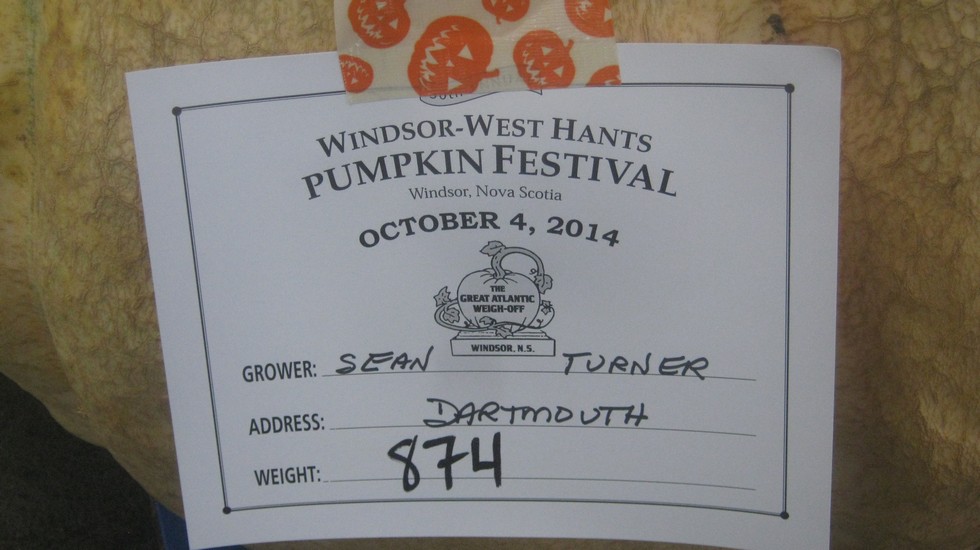 WINDSOR-WEST HANTS
PUMPKIN FESTIVAL
Windsor, Nova Scotia
OCTOBER 4, 2014
THE
GREAT ATLANTIC
WEIGH-OFF
WINDSOR. N.S.
GROWER: SEAN TURNER
ADDRESS: DARTMOUTH
WEIGHT: 874